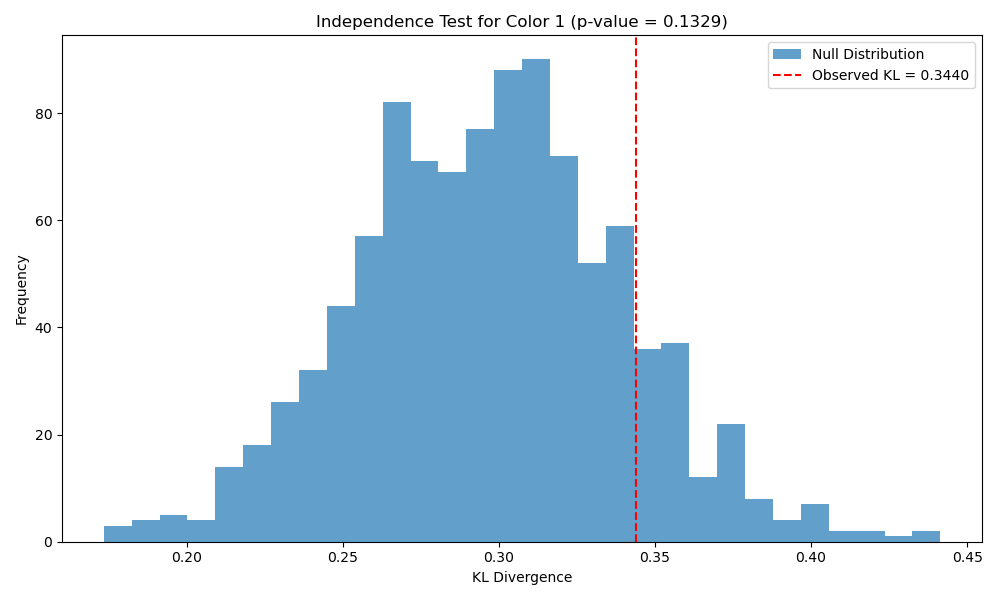 Independence Test for Color 1 (p-value = 0.1329)
Null Distribution
Observed KL = 0.3440
Frequency
80
60
40
20
0
0.20 0.25 0.30 0.35 0.40 0.45
KL Divergence